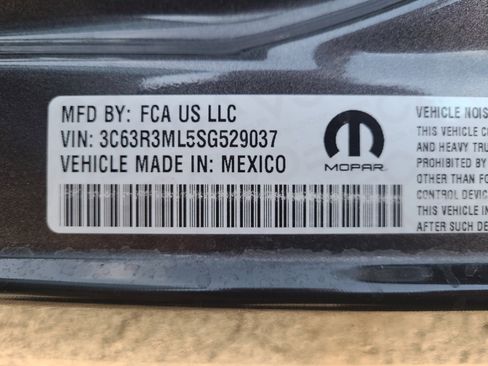 MFD BY: FCA US LLC
VIN: 3C63R3ML5SG529037
VEHICLE MADE IN: MEXICO
MOPAR
VEHICLE NOIS
THIS VEHICLE C
AND HEAVY TRU
PROHIBITED BY
OTHER THAN FO
CONTROL DEVIC
THIS VEHICLE IN
AFTER SUCH DE